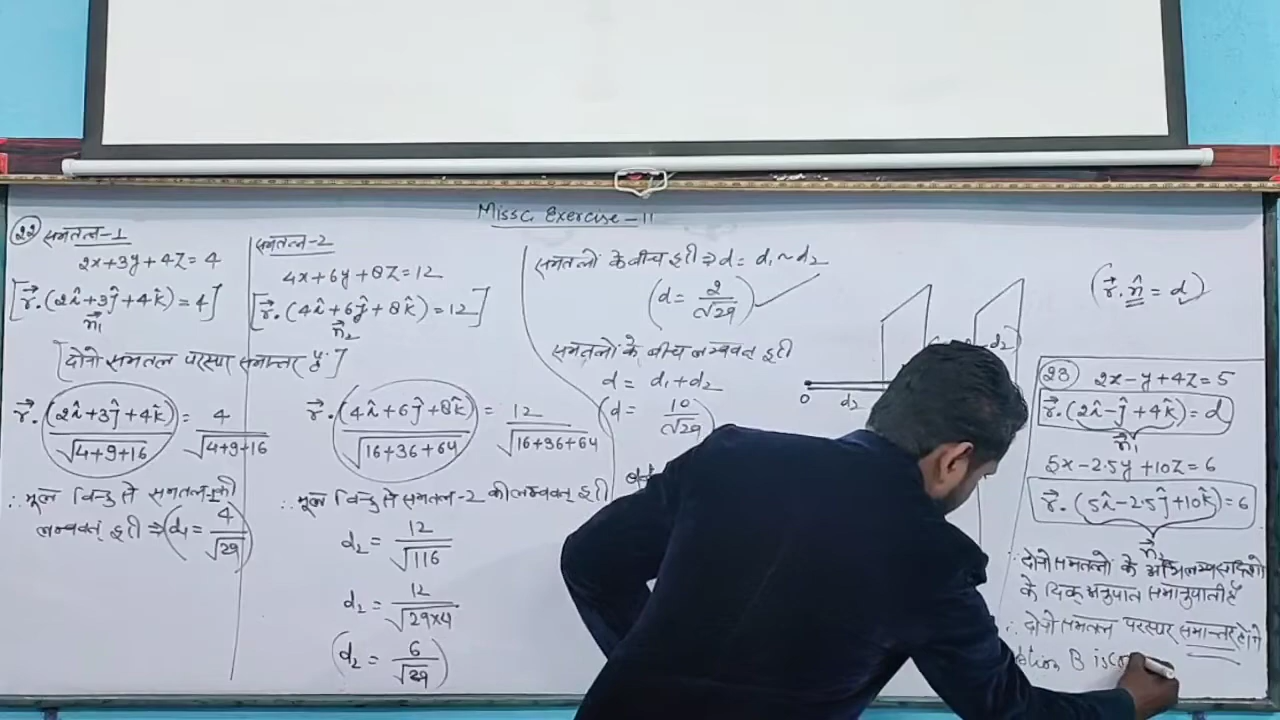 Missc Exercise-11
(22) समतल-1
2x+3y+4z=4
[r⃗.(2î+3ĵ+4k̂)=4]
n⃗₁
समतल-2
4x+6y+8z=12
[r⃗.(4î+6ĵ+8k̂)=12]
n⃗₂
[दोनो समतल परस्पर समान्तर है]
r⃗.(2î+3ĵ+4k̂)/√4+9+16 = 4/√4+9+16
∴ मूल बिन्दु से समतल-1 की
लम्बवत् दूरी ⇒ (d₁ = 4/√29)
r⃗.(4î+6ĵ+8k̂)/√16+36+64 = 12/√16+36+64
∴ मूल बिन्दु से समतल-2 की लम्बवत् दूरी
d₂ = 12/√116
d₂ = 12/√29×4
(d₂ = 6/√29)
समतलों के बीच दूरी ⇒ d = d₁~d₂
(d = 2/√29)
समतलों के बीच लम्बवत् दूरी
d = d₁+d₂
(d = 10/√29)
0
d₂
d₂)
(r⃗.n̂ = d)
(23) 2x-y+4z=5
r⃗.(2î-ĵ+4k̂)=d
n⃗₁
5x-2.5y+10z=6
r⃗.(5î-2.5ĵ+10k̂)=6
n⃗₂
∴ दोनो समतलो के
के दिक् अनुपात समानुपाती हैं
∴ दोनो समतल परस्पर समान्तर होंगे
B is